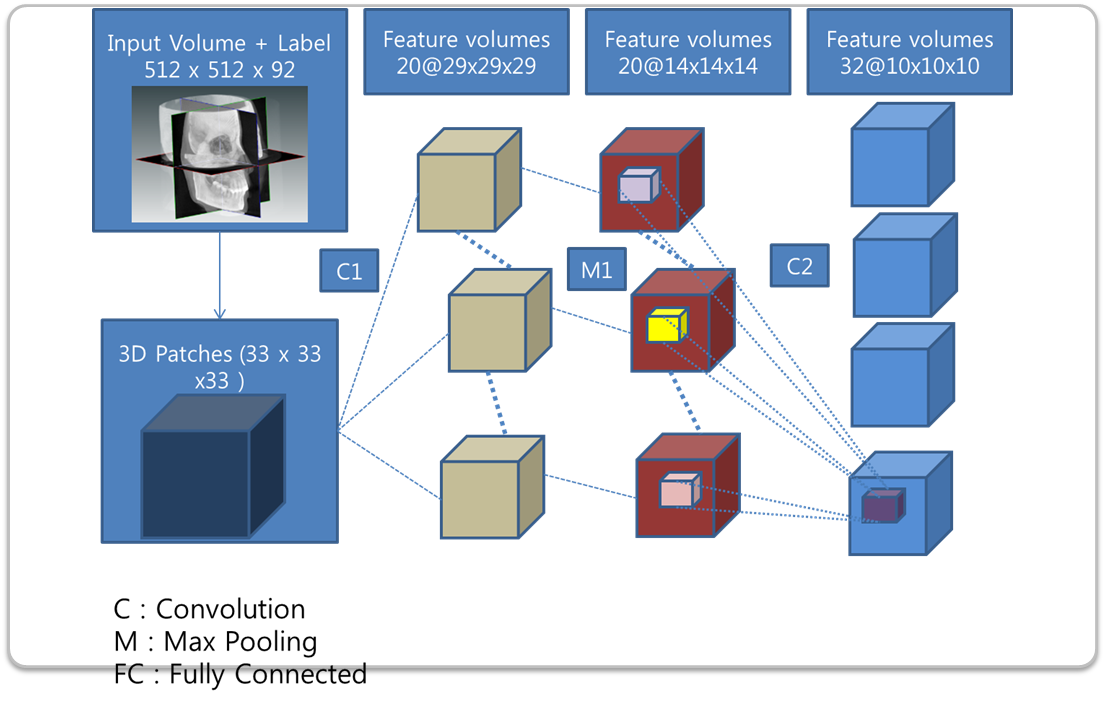 Input Volume + Label
512 x 512 x 92
Feature volumes
20@29x29x29
Feature volumes
20@14x14x14
Feature volumes
32@10x10x10
C1
M1
C2
3D Patches (33 x 33
x33 )
C : Convolution
M : Max Pooling
FC : Fully Connected